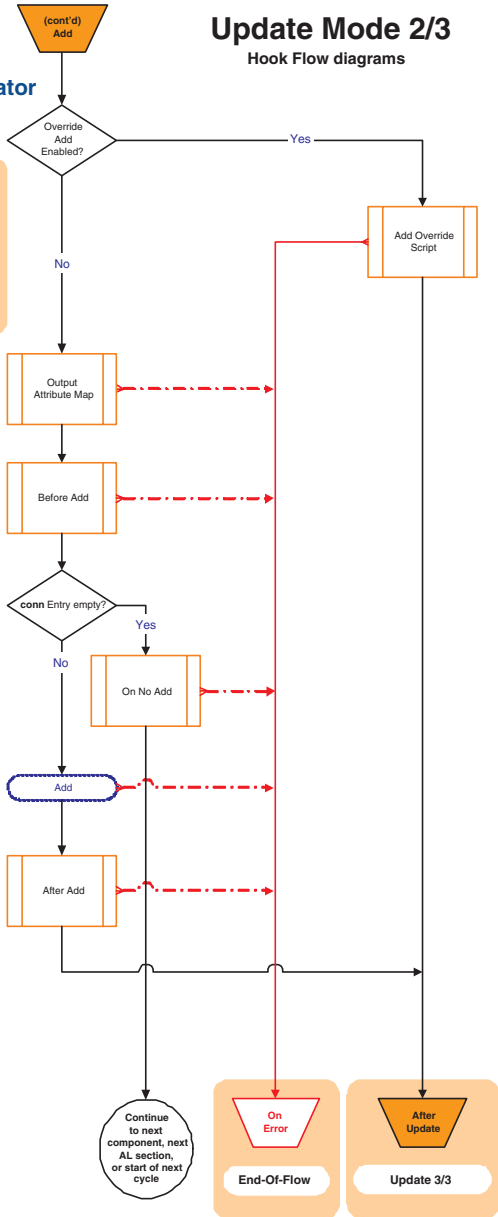 (cont'd)
Add
Update Mode 2/3
Hook Flow diagrams
ator
Override
Add
Enabled?
Yes
Add Override
Script
No
Output
Attribute Map
Before Add
conn Entry empty?
Yes
No
On No Add
Add
After Add
Continue
to next
component, next
AL section,
or start of next
cycle
On
Error
End-Of-Flow
After
Update
Update 3/3